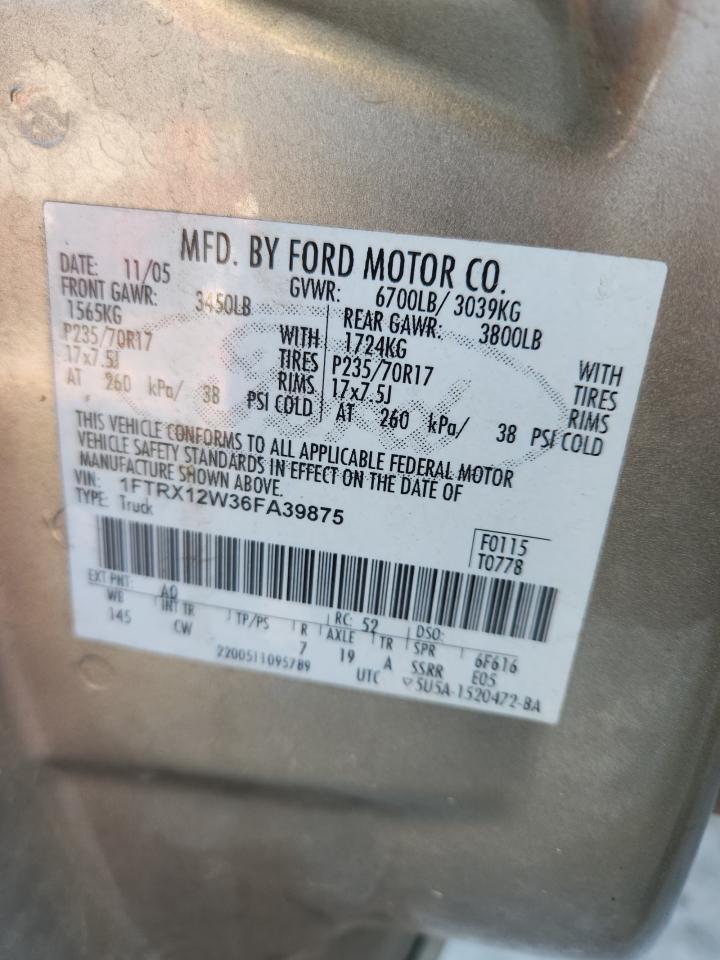 MFD. BY FORD MOTOR CO.
DATE: 11/05 GVWR: 6700LB/ 3039KG
FRONT GAWR: 3450LB REAR GAWR: 3800LB
1565KG WITH 1724KG WITH
P235/70R17 TIRES P235/70R17 TIRES
17x7.5J RIMS 17x7.5J RIMS
AT 260 kPa/ 38 PSI COLD AT 260 kPa/ 38 PSI COLD
THIS VEHICLE CONFORMS TO ALL APPLICABLE FEDERAL MOTOR
VEHICLE SAFETY STANDARDS IN EFFECT ON THE DATE OF
MANUFACTURE SHOWN ABOVE.
VIN: 1FTRX12W36FA39875
TYPE: Truck
F0115
T0778
EXT PNT: AQ RC: 52 DSO:
WB INT TR TP/PS R AXLE TR SPR 6F616
145 CW 7 19 A SSRR E05
2200511095789 UTC 5U5A-1520472-BA